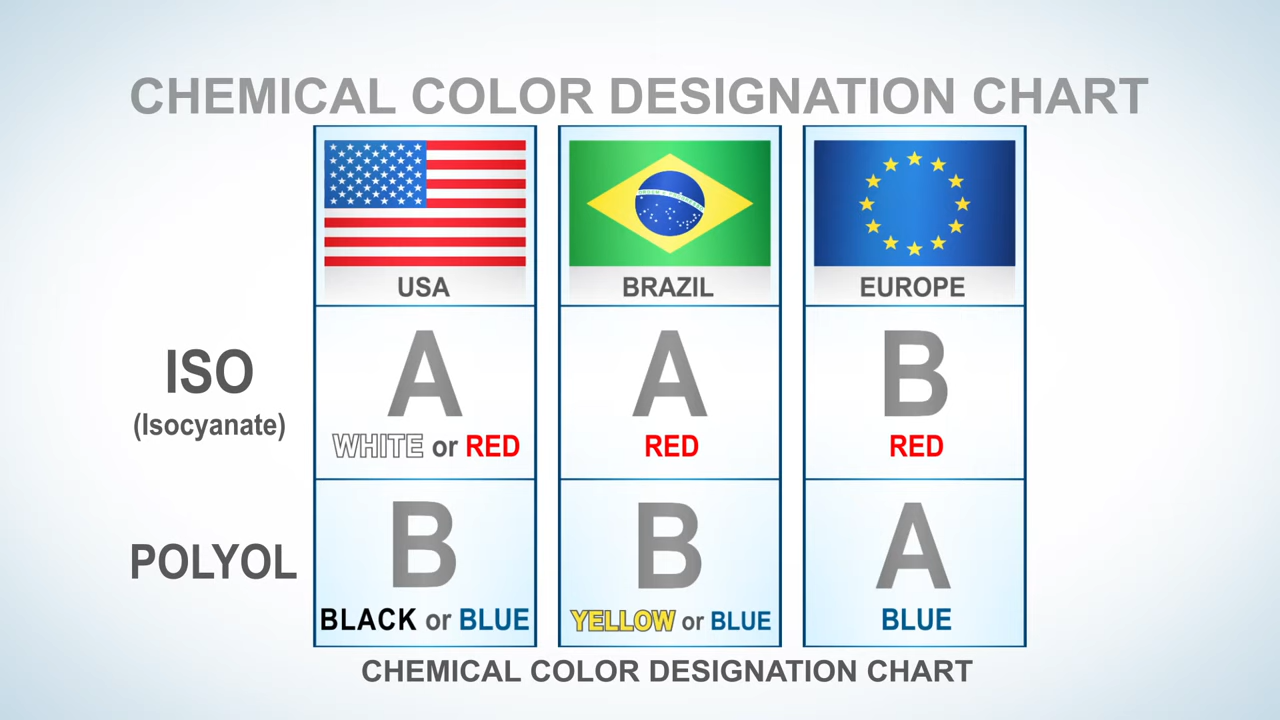 CHEMICAL COLOR DESIGNATION CHART
USA
BRAZIL
EUROPE
ISO
(Isocyanate)
A
WHITE or RED
A
RED
B
RED
POLYOL
B
BLACK or BLUE
B
YELLOW or BLUE
A
BLUE
CHEMICAL COLOR DESIGNATION CHART